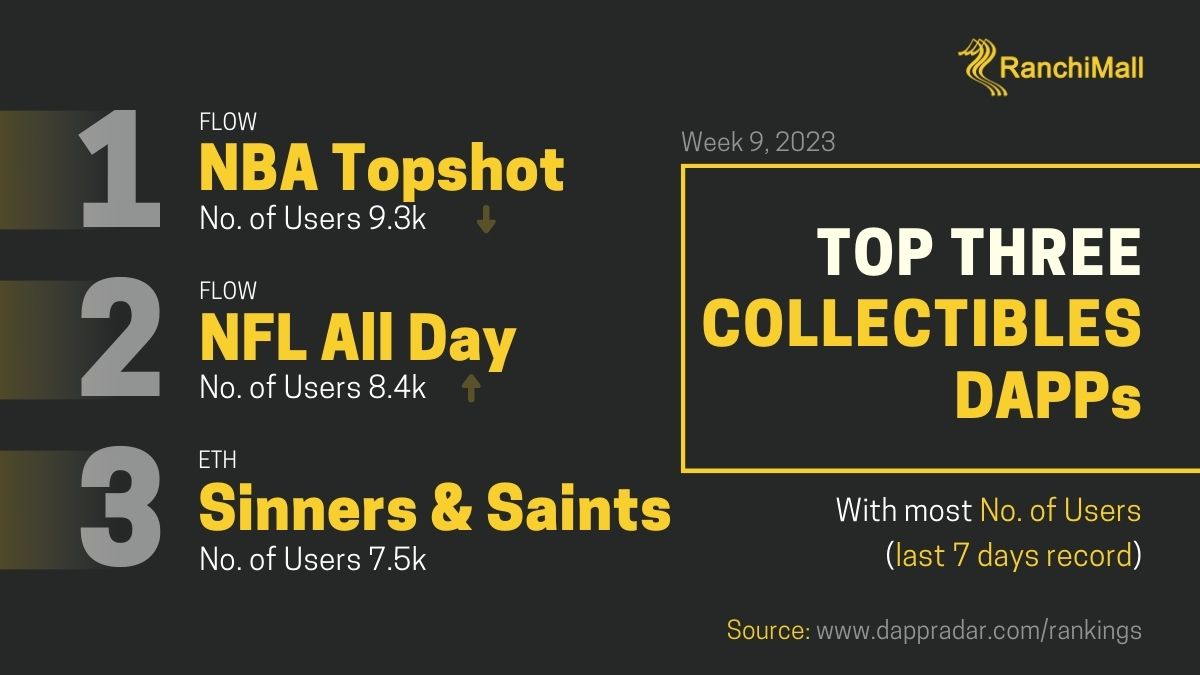 RanchiMall
1
FLOW
NBA Topshot
No. of Users 9.3k
2
FLOW
NFL All Day
No. of Users 8.4k
3
ETH
Sinners & Saints
No. of Users 7.5k
Week 9, 2023
TOP THREE
COLLECTIBLES
DAPPs
With most No. of Users
(last 7 days record)
Source: www.dappradar.com/rankings